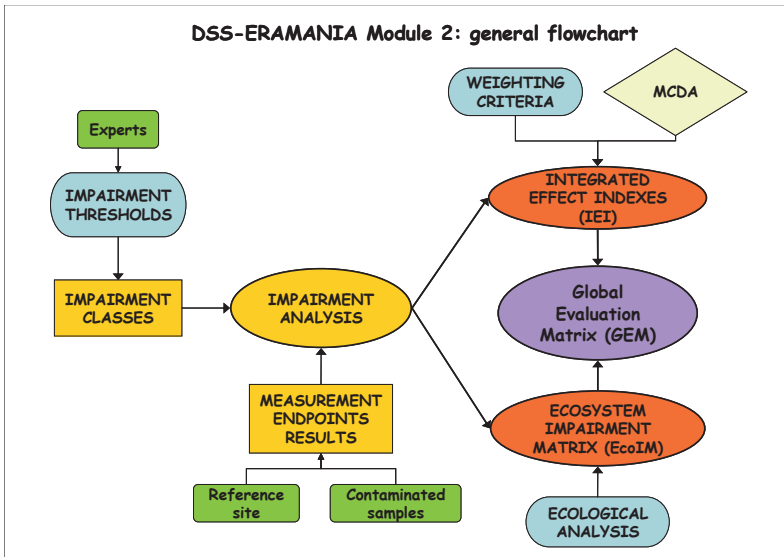 DSS-ERAMANIA Module 2: general flowchart
WEIGHTING
CRITERIA
MCDA
Experts
IMPAIRMENT
THRESHOLDS
INTEGRATED
EFFECT INDEXES
(IEI)
IMPAIRMENT
CLASSES
IMPAIRMENT
ANALYSIS
Global
Evaluation
Matrix (GEM)
MEASUREMENT
ENDPOINTS
RESULTS
ECOSYSTEM
IMPAIRMENT
MATRIX (EcoIM)
Reference
site
Contaminated
samples
ECOLOGICAL
ANALYSIS